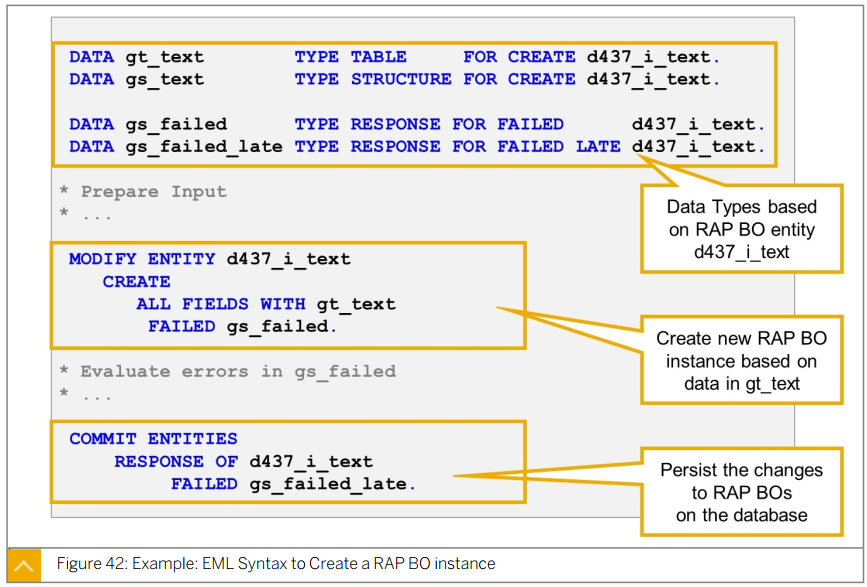 DATA gt_text TYPE TABLE FOR CREATE d437_i_text.
DATA gs_text TYPE STRUCTURE FOR CREATE d437_i_text.
DATA gs_failed TYPE RESPONSE FOR FAILED d437_i_text.
DATA gs_failed_late TYPE RESPONSE FOR FAILED LATE d437_i_text.
* Prepare Input
* ...
Data Types based
on RAP BO entity
d437_i_text
MODIFY ENTITY d437_i_text
CREATE
ALL FIELDS WITH gt_text
FAILED gs_failed.
Create new RAP BO
instance based on
data in gt_text
* Evaluate errors in gs_failed
* ...
COMMIT ENTITIES
RESPONSE OF d437_i_text
FAILED gs_failed_late.
Persist the changes
to RAP BOs
on the database
Figure 42: Example: EML Syntax to Create a RAP BO instance